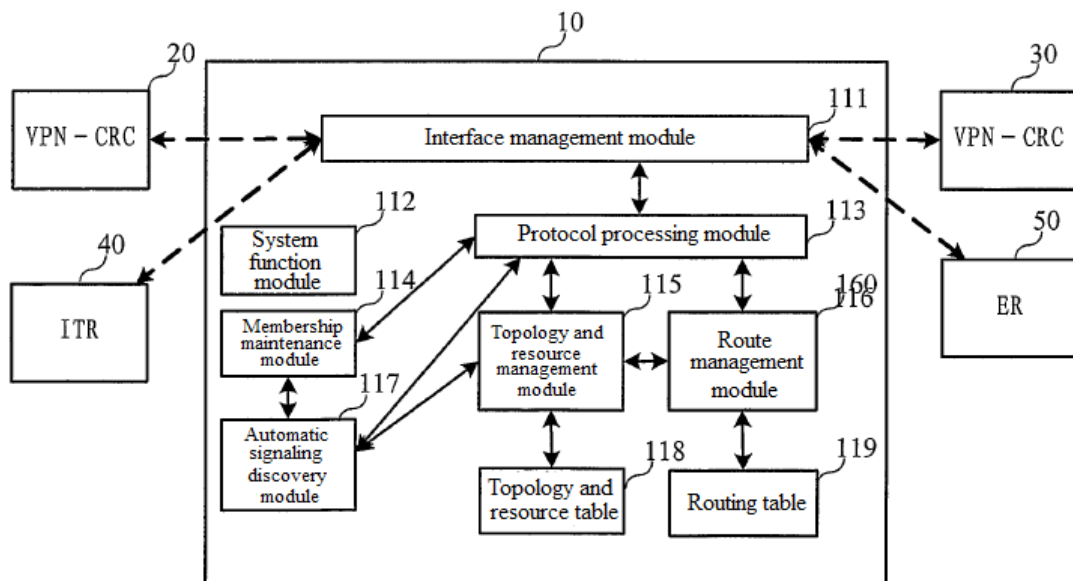 10
20
30
VPN-CRC
111
Interface management module
VPN-CRC
112
113
System
function
module
Protocol processing module
40
50
114
115
160
116
ITR
ER
Membership
maintenance
module
Topology and
resource
management
module
Route
management
module
117
Automatic
signaling
discovery
module
118
119
Topology and
resource table
Routing table